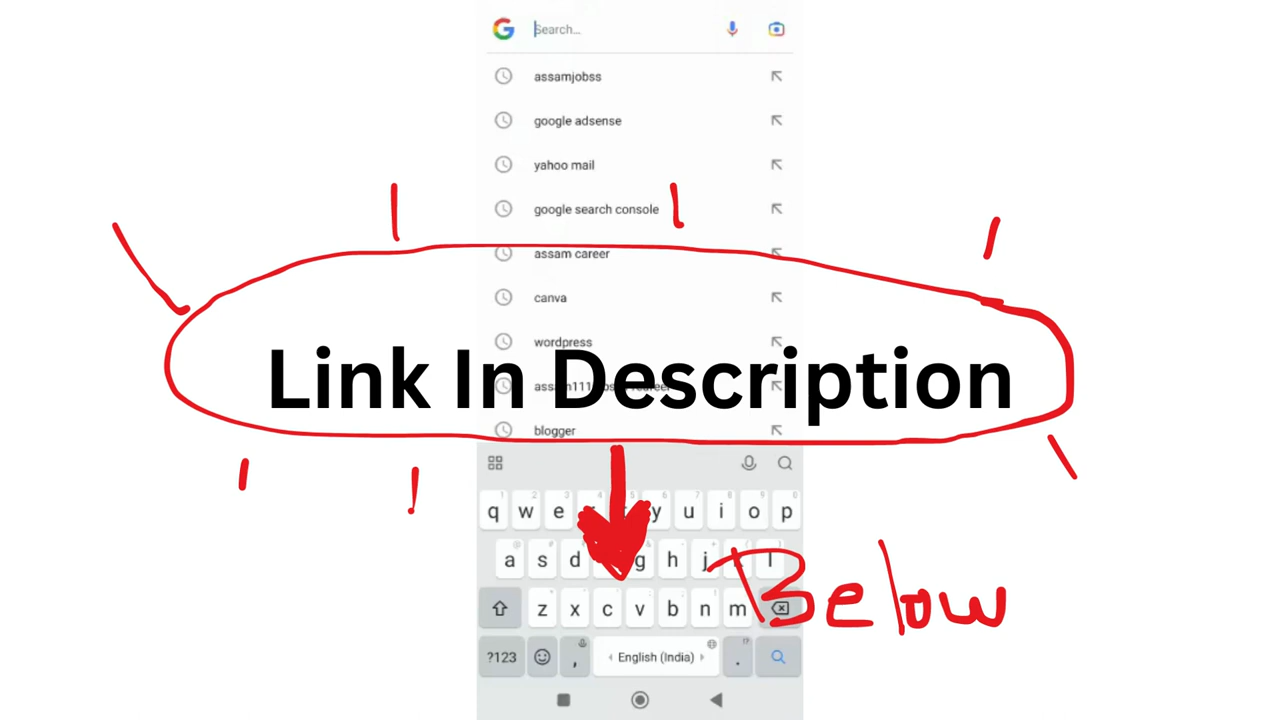 Search...
assamjobss
google adsense
yahoo mail
google search console
assam career
canva
wordpress
Link In Description
blogger
q w e y u i o p
a s d g h j l
z x c v b n m
Below
?123 , English (India) .